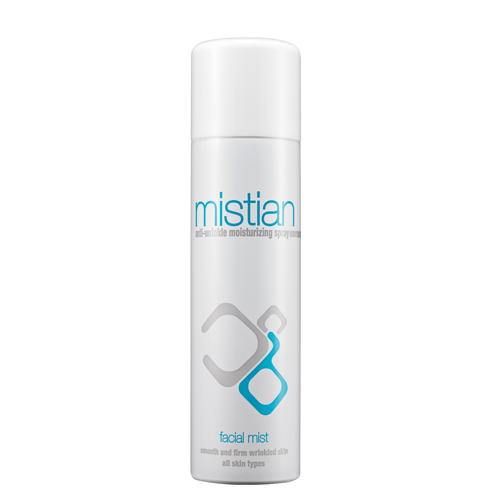 mistian
anti-wrinkle moisturizing spray
facial mist
smooth and firm wrinkled skin
all skin types